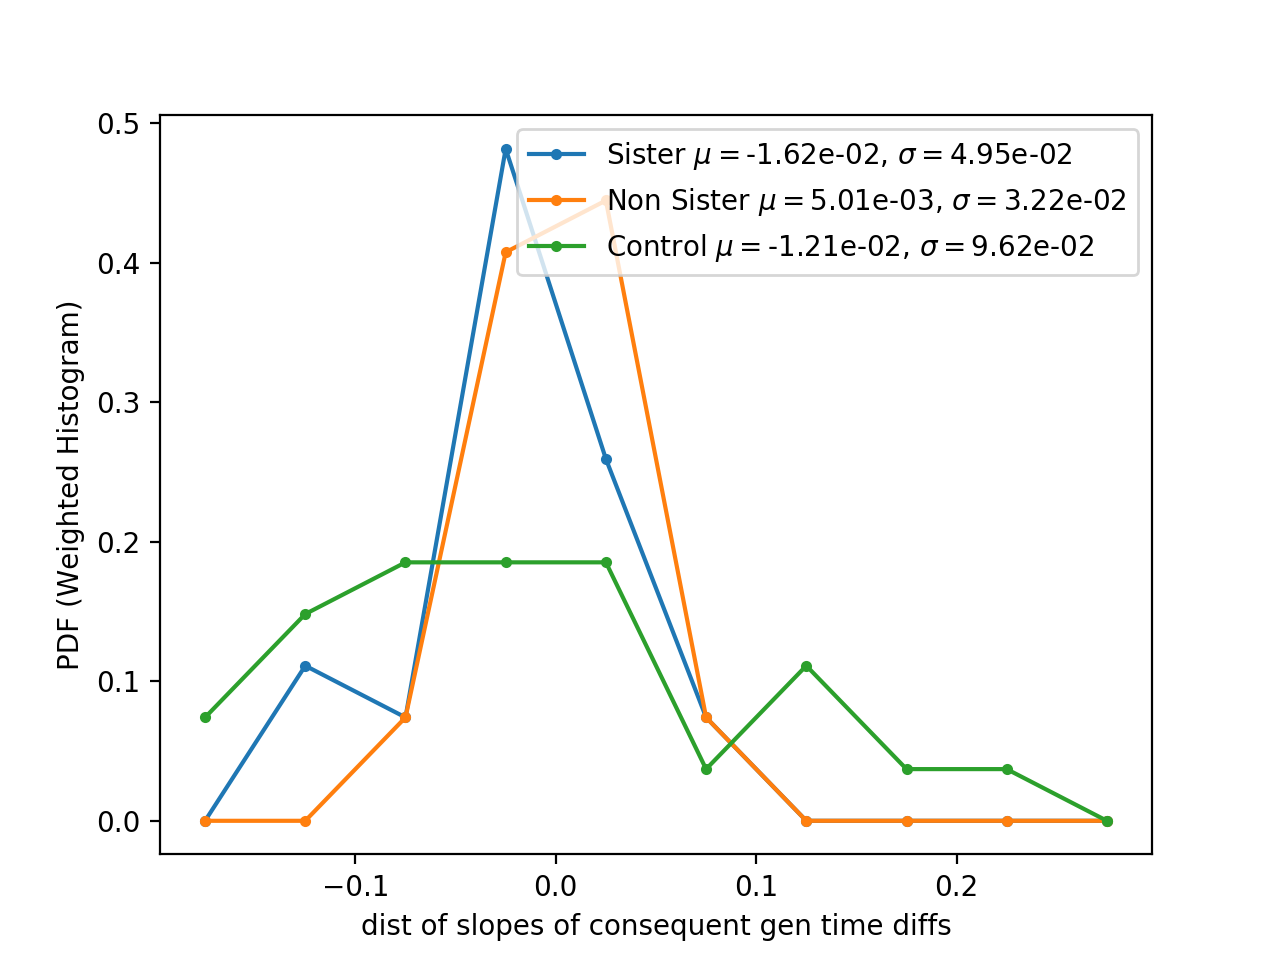 Sister μ = -1.62e-02, σ = 4.95e-02
Non Sister μ = 5.01e-03, σ = 3.22e-02
Control μ = -1.21e-02, σ = 9.62e-02
0.5
0.4
0.3
0.2
0.1
0.0
PDF (Weighted Histogram)
−0.1 0.0 0.1 0.2
dist of slopes of consequent gen time diffs